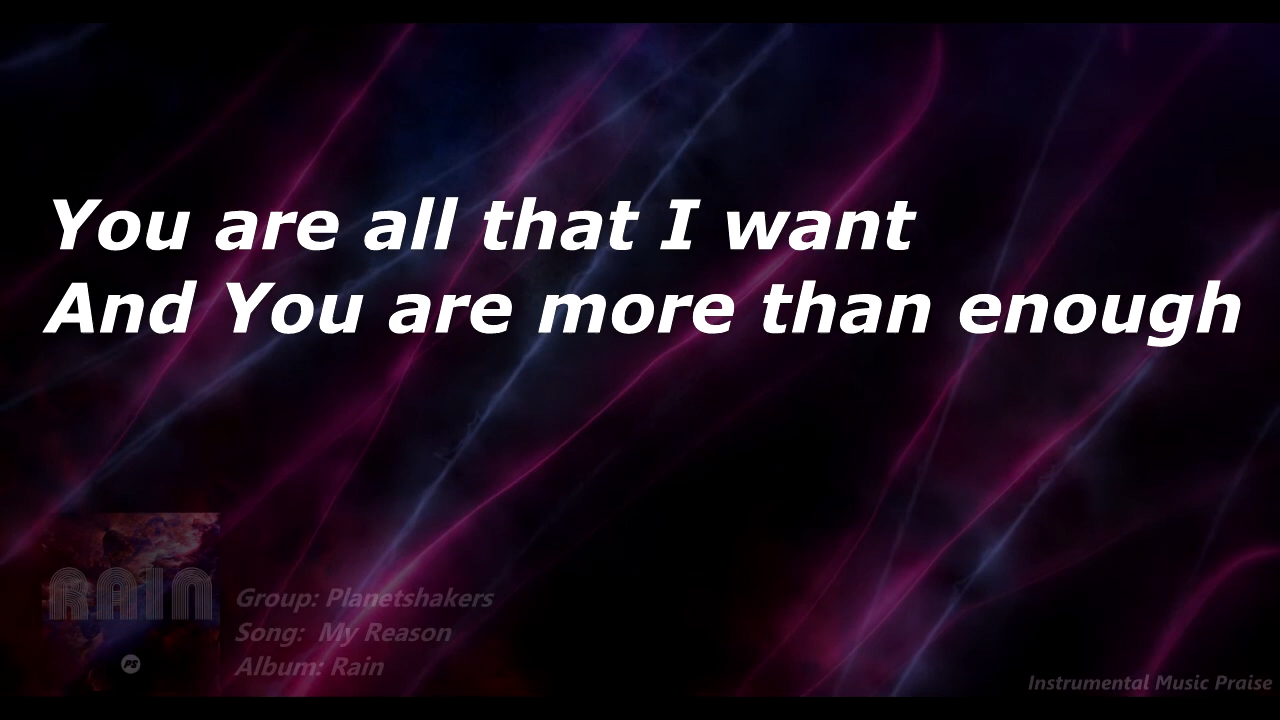 You are all that I want
And You are more than enough
RAIN
PS
Group: Planetshakers
Song: My Reason
Album: Rain
Instrumental Music Praise